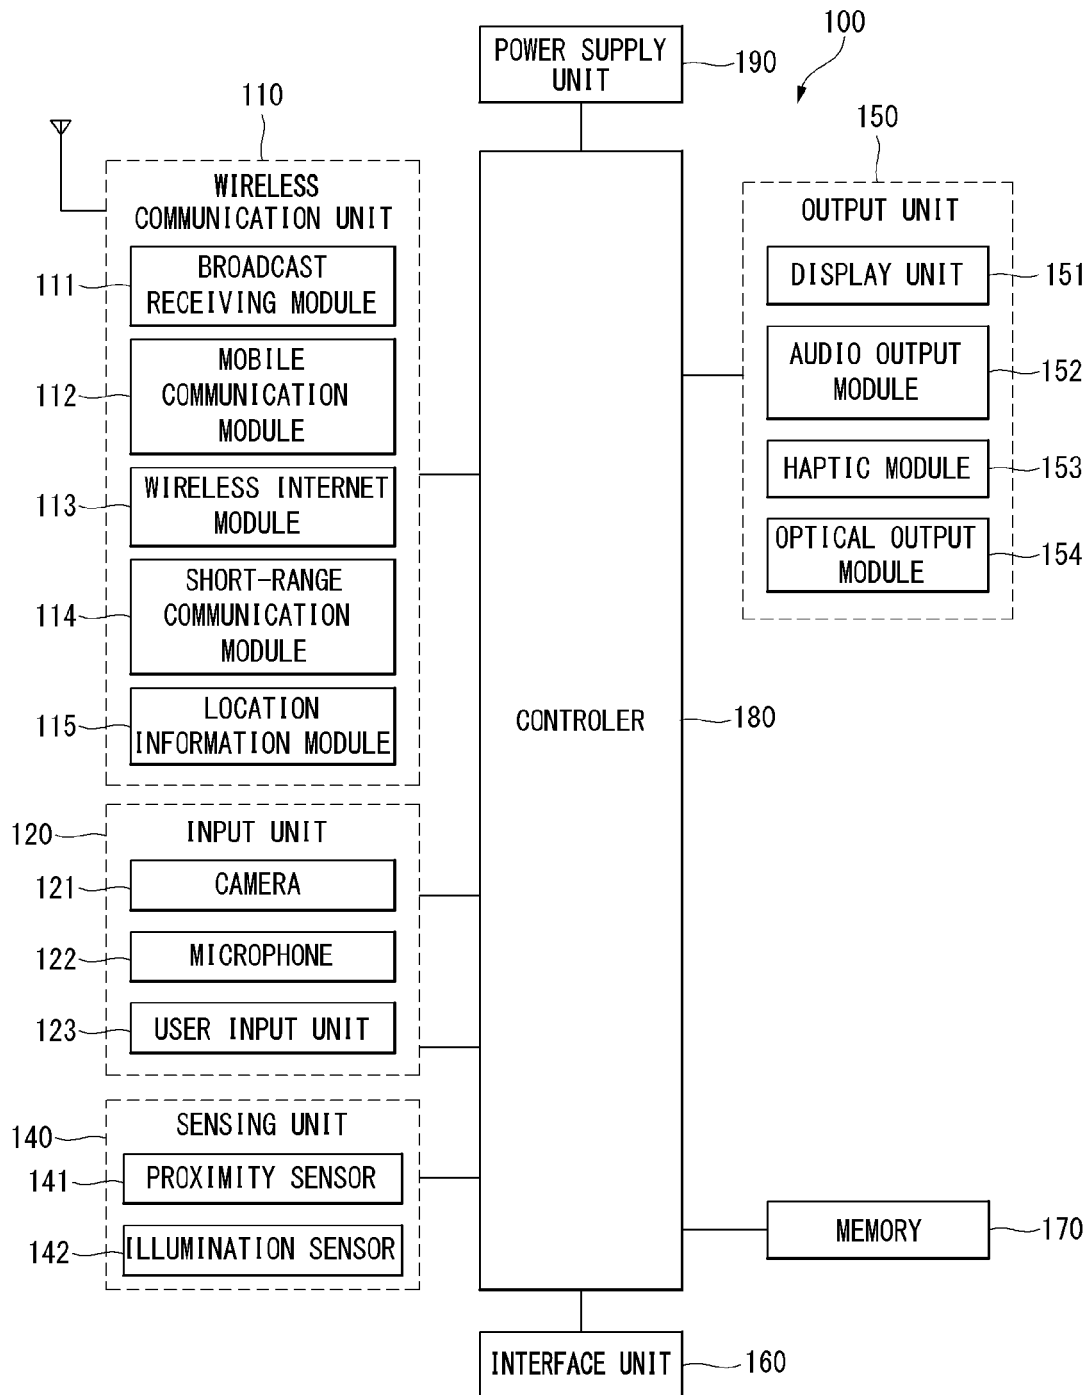 100
POWER SUPPLY
UNIT
190
110
150
WIRELESS
COMMUNICATION UNIT
111
BROADCAST
RECEIVING MODULE
112
MOBILE
COMMUNICATION
MODULE
113
WIRELESS INTERNET
MODULE
114
SHORT-RANGE
COMMUNICATION
MODULE
115
LOCATION
INFORMATION MODULE
120
INPUT UNIT
121
CAMERA
122
MICROPHONE
123
USER INPUT UNIT
140
SENSING UNIT
141
PROXIMITY SENSOR
142
ILLUMINATION SENSOR
CONTROLER
180
OUTPUT UNIT
DISPLAY UNIT
151
AUDIO OUTPUT
MODULE
152
HAPTIC MODULE
153
OPTICAL OUTPUT
MODULE
154
MEMORY
170
INTERFACE UNIT
160